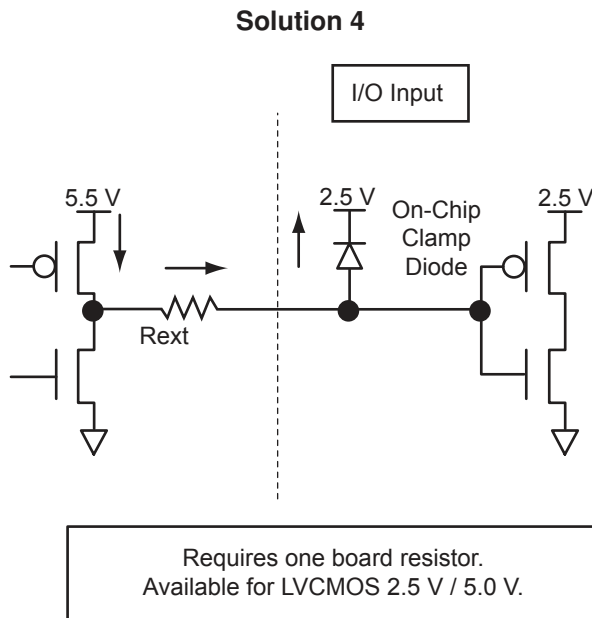 Solution 4
I/O Input
5.5 V
2.5 V
On-Chip
Clamp
Diode
2.5 V
Rext
Requires one board resistor.
Available for LVCMOS 2.5 V / 5.0 V.